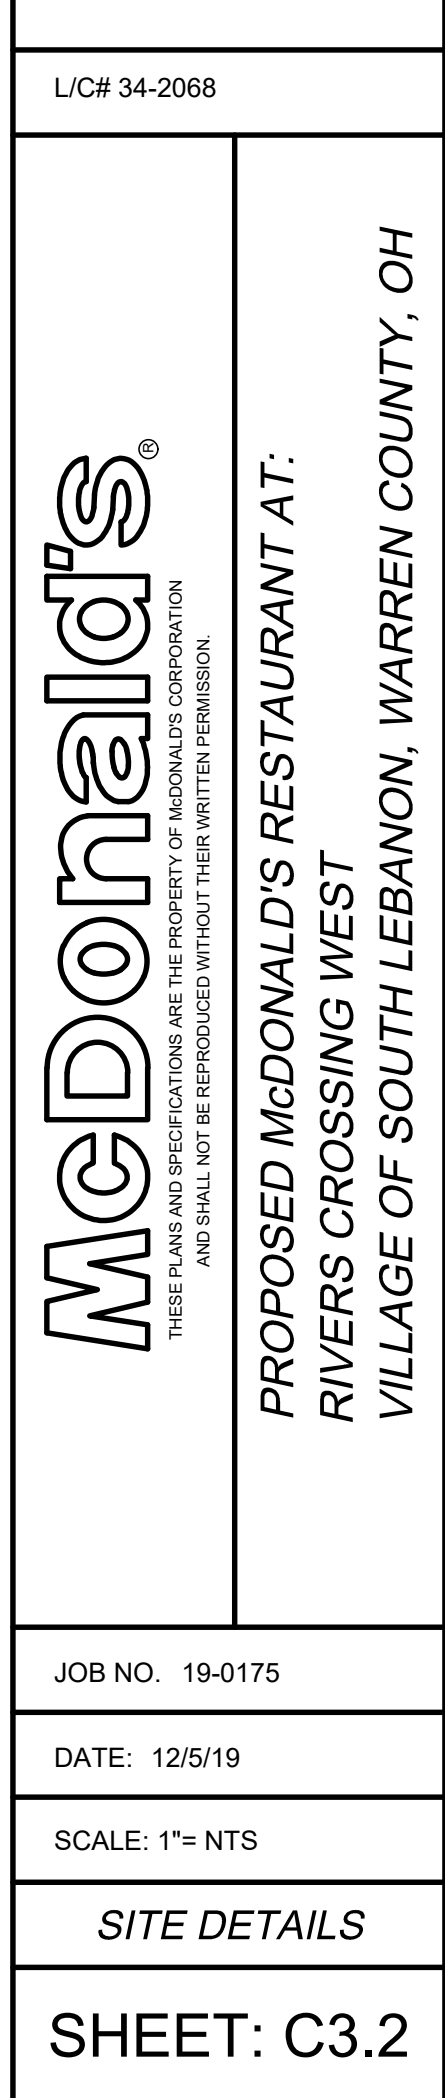 L/C# 34-2068
McDonald's®
THESE PLANS AND SPECIFICATIONS ARE THE PROPERTY OF McDONALD'S CORPORATION
AND SHALL NOT BE REPRODUCED WITHOUT THEIR WRITTEN PERMISSION.
PROPOSED McDONALD'S RESTAURANT AT:
RIVERS CROSSING WEST
VILLAGE OF SOUTH LEBANON, WARREN COUNTY, OH
JOB NO. 19-0175
DATE: 12/5/19
SCALE: 1"= NTS
SITE DETAILS
SHEET: C3.2